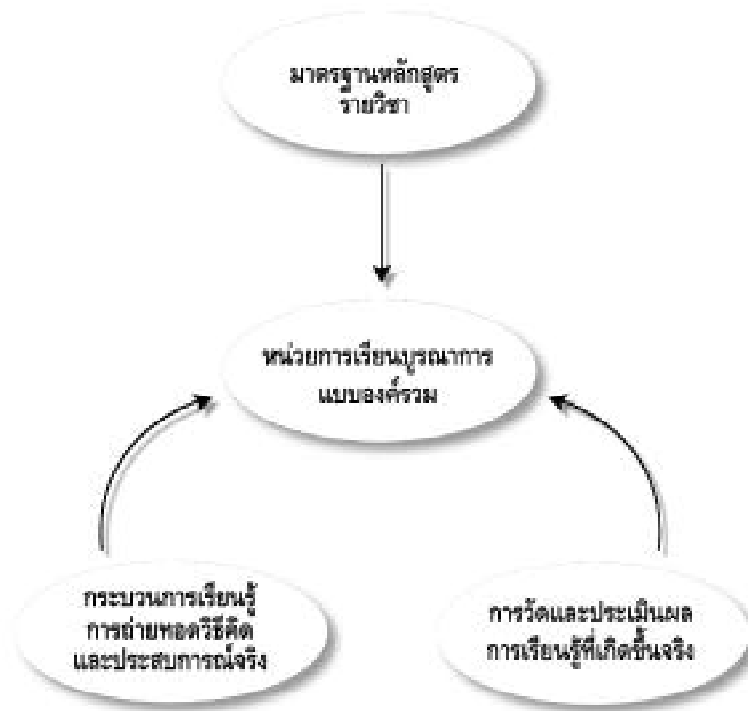 มาตรฐานหลักสูตร
รายวิชา
หน่วยการเรียนบูรณาการ
แบบองค์รวม
กระบวนการเรียนรู้
การถ่ายทอดวิธีคิด
และประสบการณ์จริง
การวัดและประเมินผล
การเรียนรู้ที่เกิดขึ้นจริง